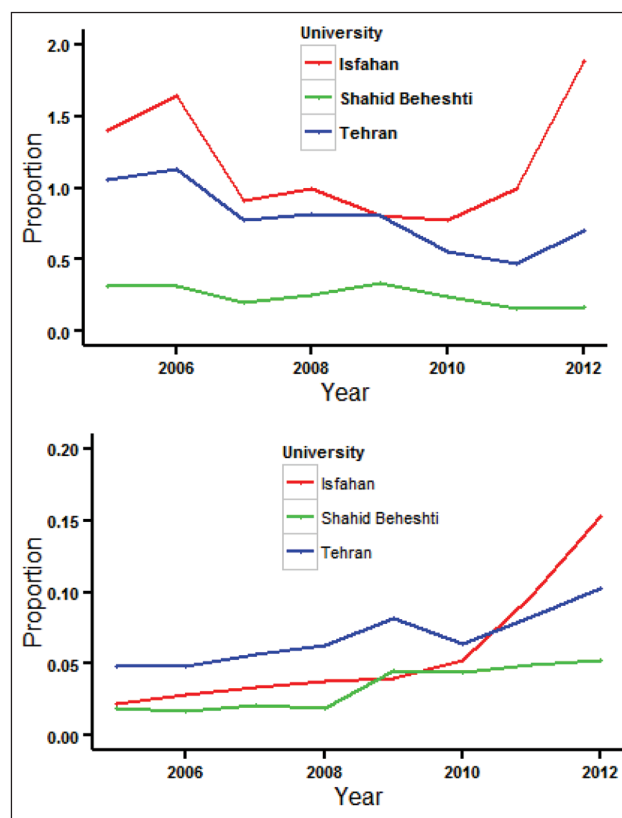 University
Isfahan
Shahid Beheshti
Tehran
2.0
1.5
1.0
0.5
0.0
Proportion
2006 2008 2010 2012
Year
University
Isfahan
Shahid Beheshti
Tehran
0.20
0.15
0.10
0.05
0.00
Proportion
2006 2008 2010 2012
Year